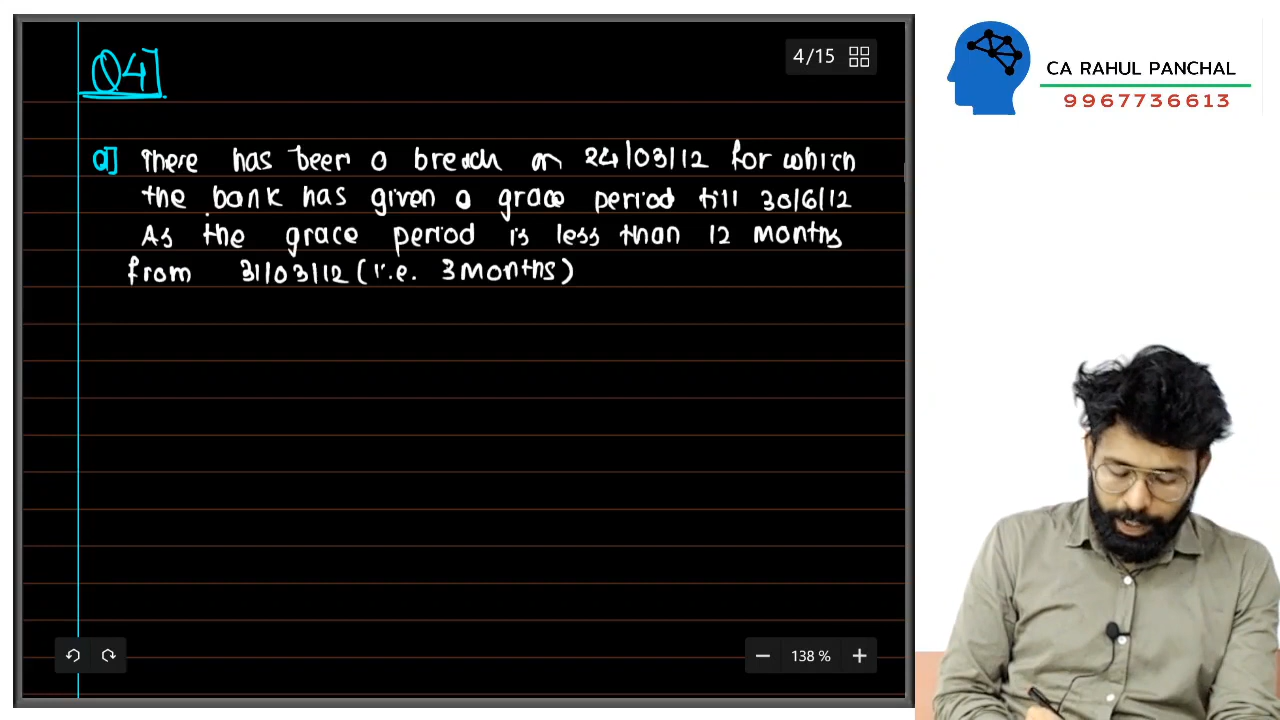 Q4]
4/15
CA RAHUL PANCHAL
9967736613
a] There has been a breach on 24/03/12 for which
the bank has given a grace period till 30/6/12
As the grace period is less than 12 months
from 31/03/12 (i.e. 3 months)
138 %